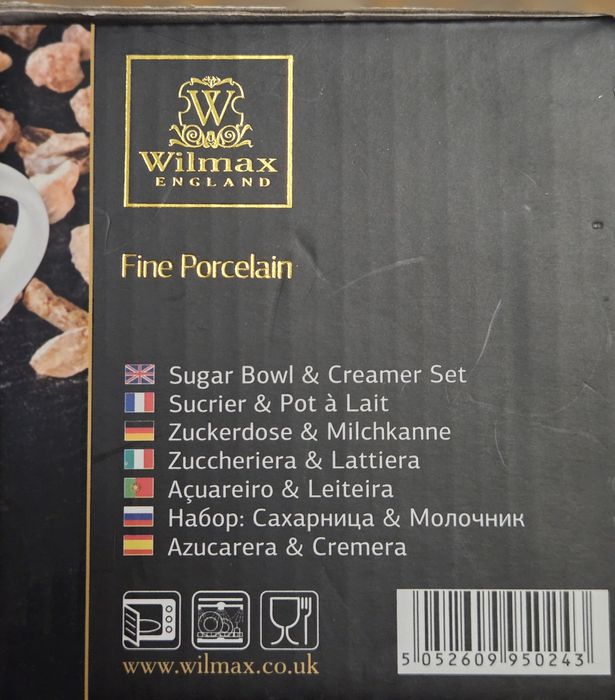 W
Wilmax
ENGLAND
Fine Porcelain
Sugar Bowl & Creamer Set
Sucrier & Pot à Lait
Zuckerdose & Milchkanne
Zuccheriera & Lattiera
Açuareiro & Leiteira
Набор: Сахарница & Молочник
Azucarera & Cremera
www.wilmax.co.uk
5 052609 950243